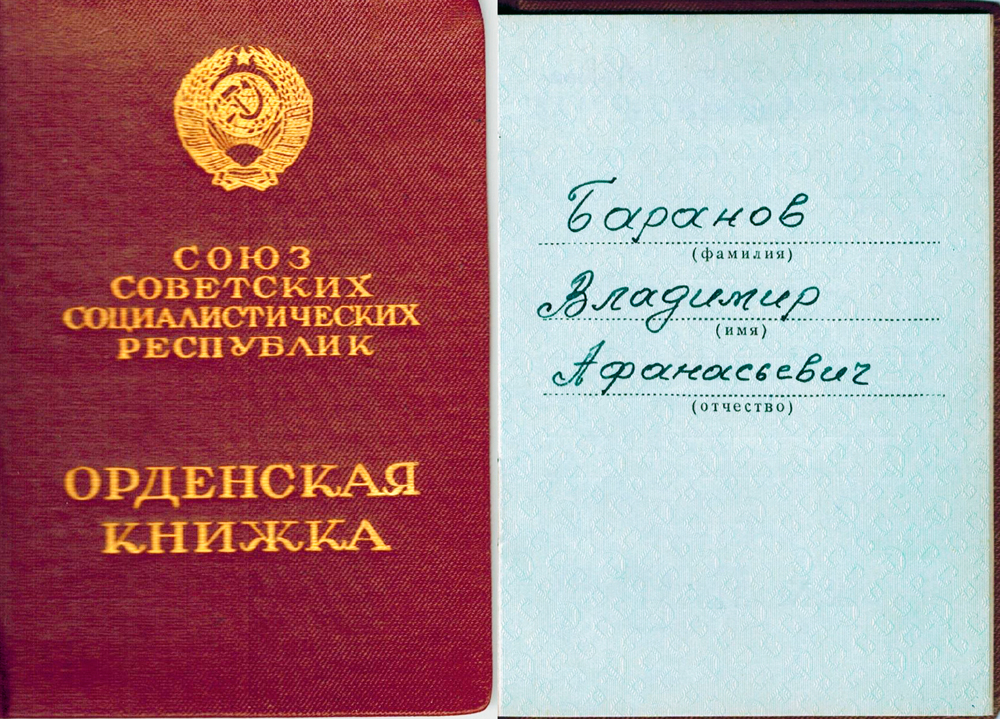 СОЮЗ
СОВЕТСКИХ
СОЦИАЛИСТИЧЕСКИХ
РЕСПУБЛИК
ОРДЕНСКАЯ
КНИЖКА
Баранов
(фамилия)
Владимир
(имя)
Афанасьевич
(отчество)